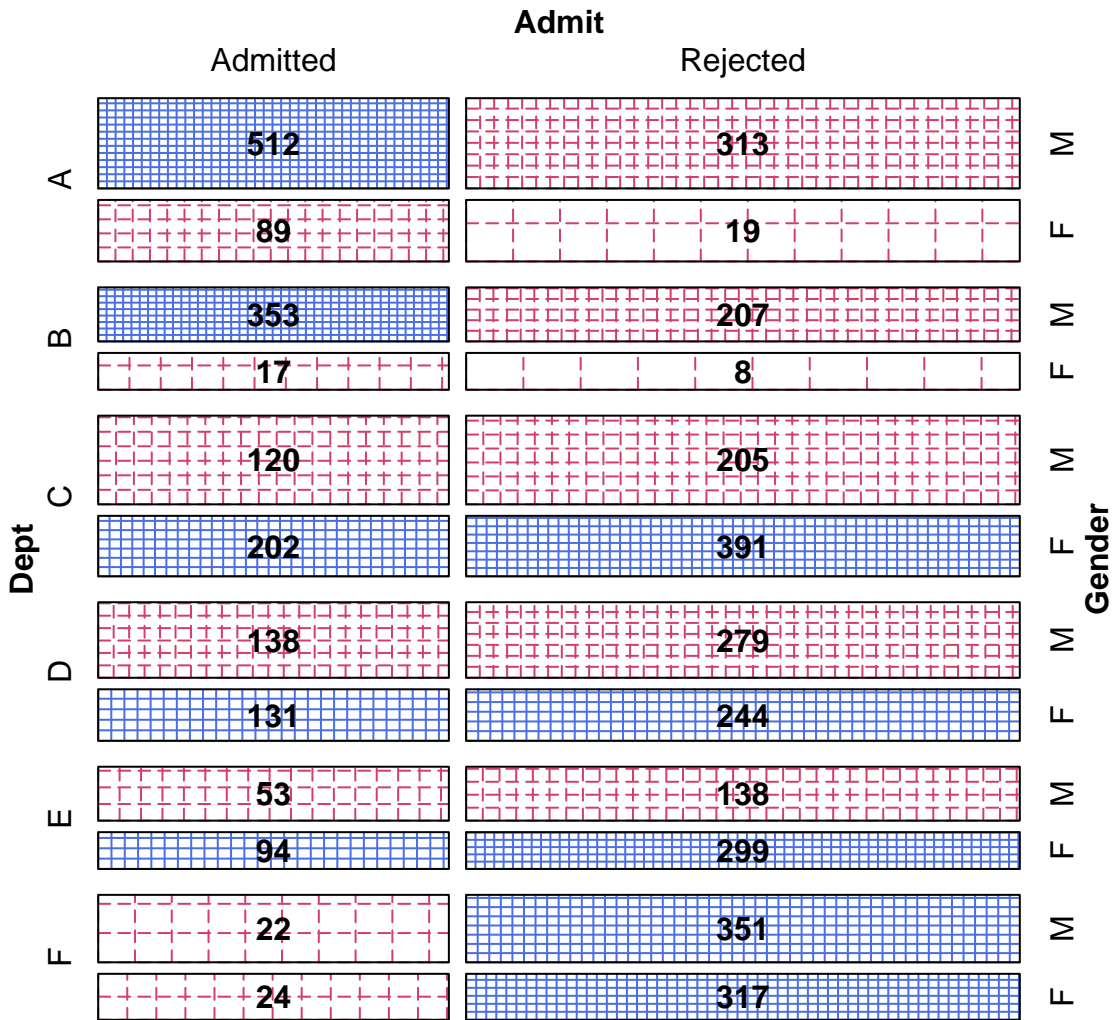 Admit
Admitted Rejected
A 512 313 M
89 19 F
B 353 207 M
17 8 F
C 120 205 M
202 391 F
Dept
Gender
D 138 279 M
131 244 F
E 53 138 M
94 299 F
F 22 351 M
24 317 F